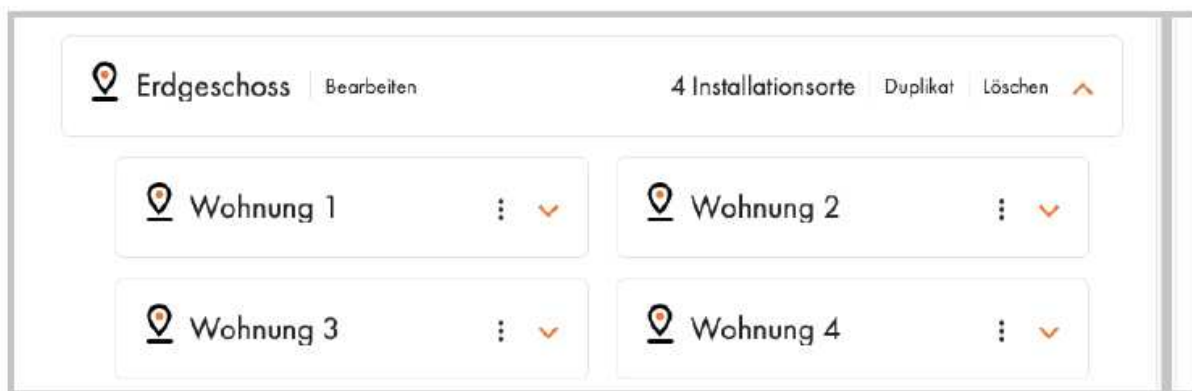 Erdgeschoss Bearbeiten 4 Installationsorte Duplikat Löschen
Wohnung 1 Wohnung 2
Wohnung 3 Wohnung 4